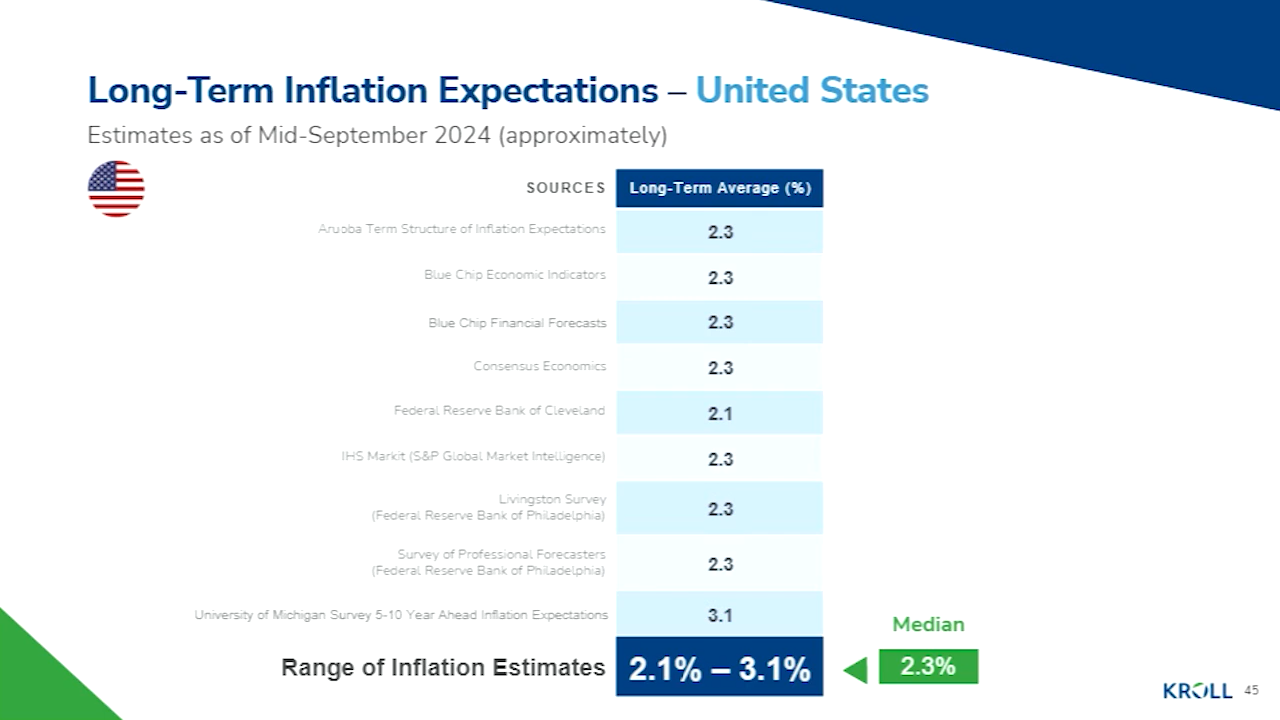 Long-Term Inflation Expectations – United States
Estimates as of Mid-September 2024 (approximately)
SOURCES Long-Term Average (%)
Aruoba Term Structure of Inflation Expectations 2.3
Blue Chip Economic Indicators 2.3
Blue Chip Financial Forecasts 2.3
Consensus Economics 2.3
Federal Reserve Bank of Cleveland 2.1
IHS Markit (S&P Global Market Intelligence) 2.3
Livingston Survey
(Federal Reserve Bank of Philadelphia) 2.3
Survey of Professional Forecasters
(Federal Reserve Bank of Philadelphia) 2.3
University of Michigan Survey 5-10 Year Ahead Inflation Expectations 3.1
Median
Range of Inflation Estimates 2.1% – 3.1% 2.3%
KROLL 45